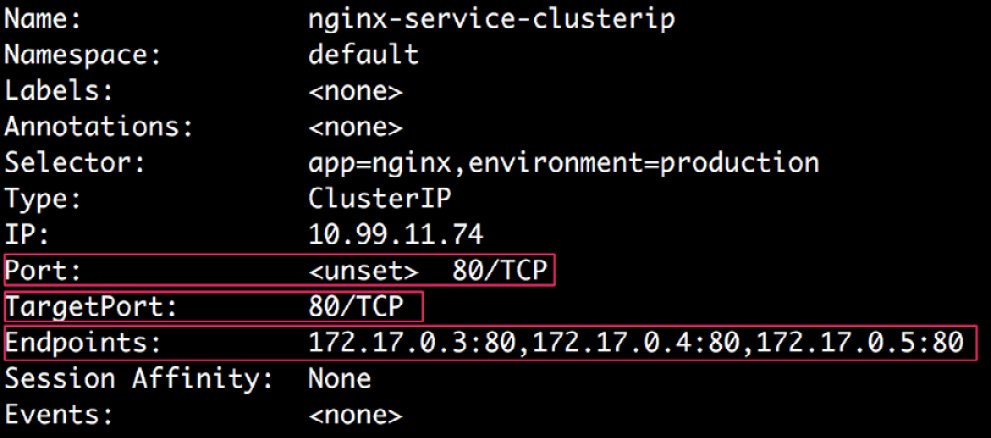 Name: nginx-service-clusterip
Namespace: default
Labels: <none>
Annotations: <none>
Selector: app=nginx,environment=production
Type: ClusterIP
IP: 10.99.11.74
Port: <unset> 80/TCP
TargetPort: 80/TCP
Endpoints: 172.17.0.3:80,172.17.0.4:80,172.17.0.5:80
Session Affinity: None
Events: <none>